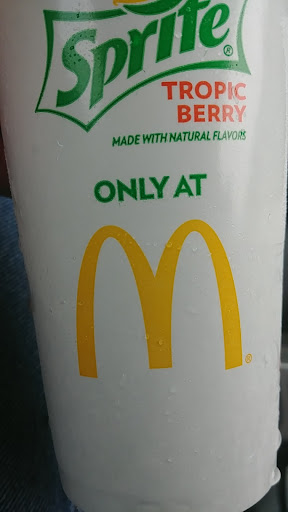 Sprite®
TROPIC
BERRY
MADE WITH NATURAL FLAVORS
ONLY AT
M®